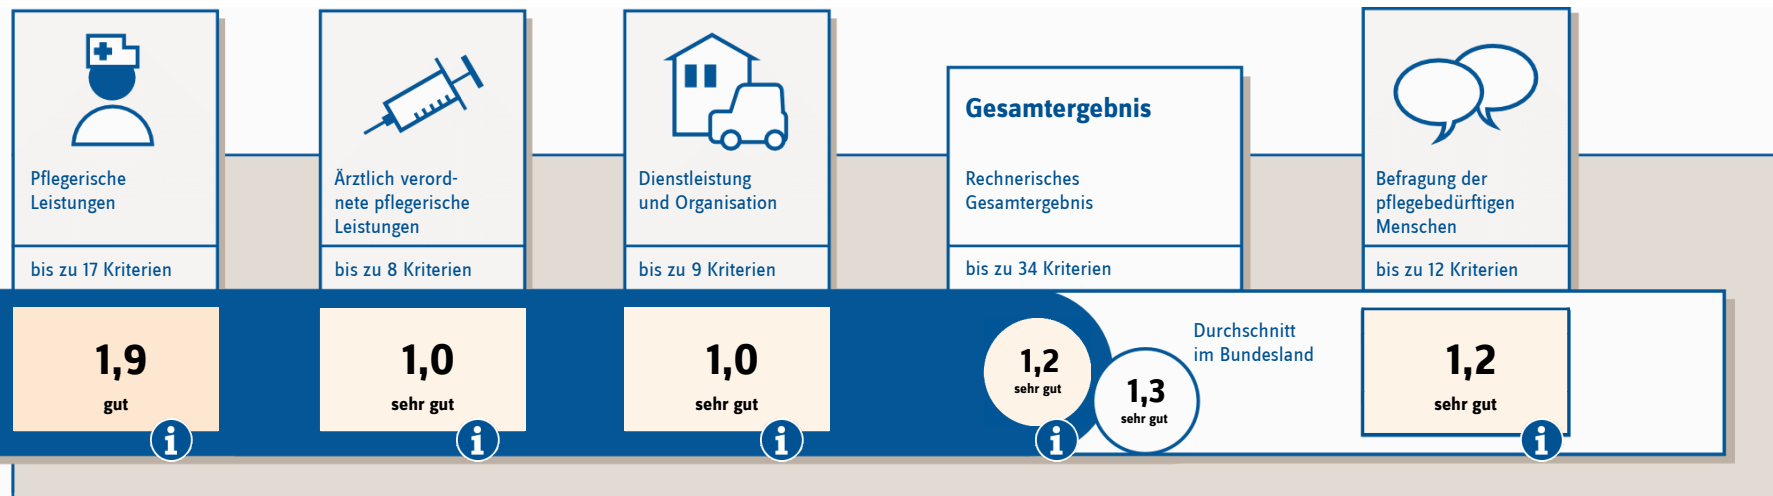 Pflegerische
Leistungen
bis zu 17 Kriterien
1,9
gut
Ärztlich verord-
nete pflegerische
Leistungen
bis zu 8 Kriterien
1,0
sehr gut
Dienstleistung
und Organisation
bis zu 9 Kriterien
1,0
sehr gut
Gesamtergebnis
Rechnerisches
Gesamtergebnis
bis zu 34 Kriterien
1,2
sehr gut
1,3
sehr gut
Durchschnitt
im Bundesland
Befragung der
pflegebedürftigen
Menschen
bis zu 12 Kriterien
1,2
sehr gut